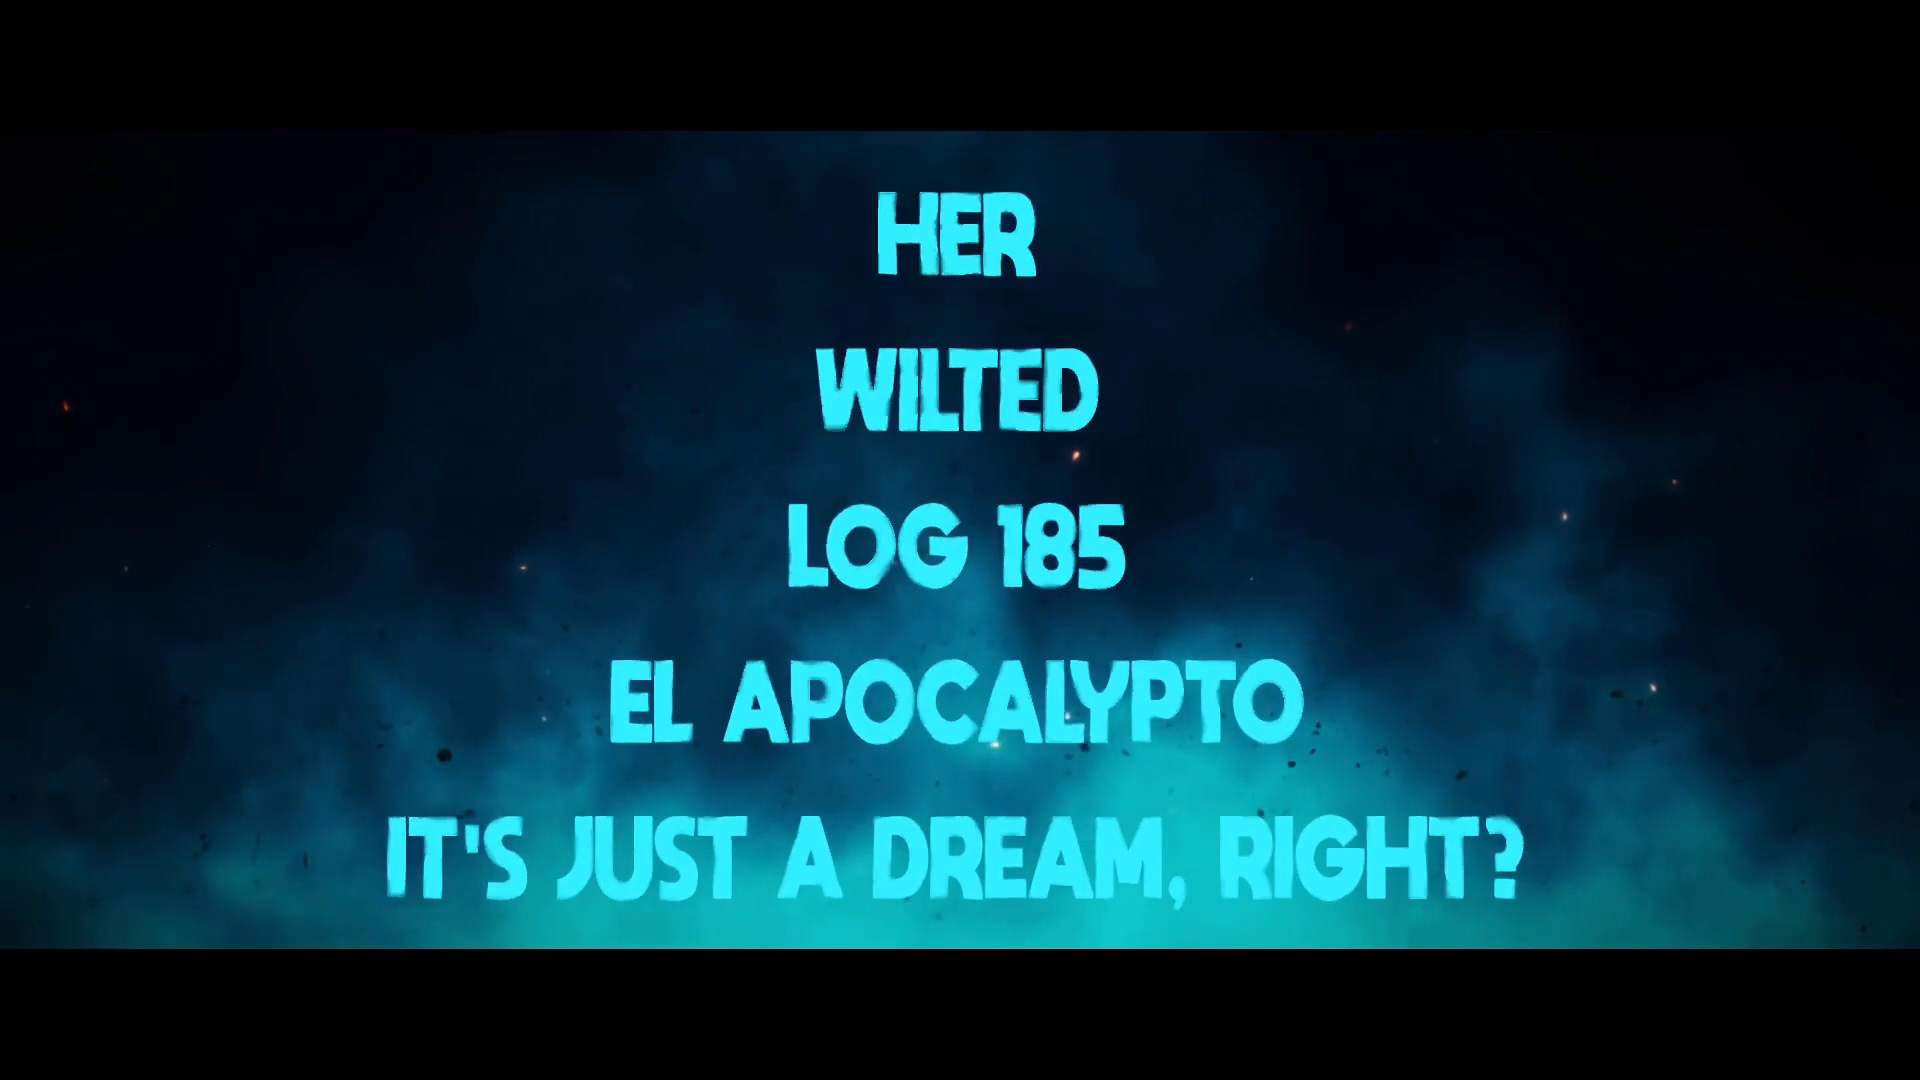 HER
WILTED
LOG 185
EL APOCALYPTO
IT'S JUST A DREAM, RIGHT?